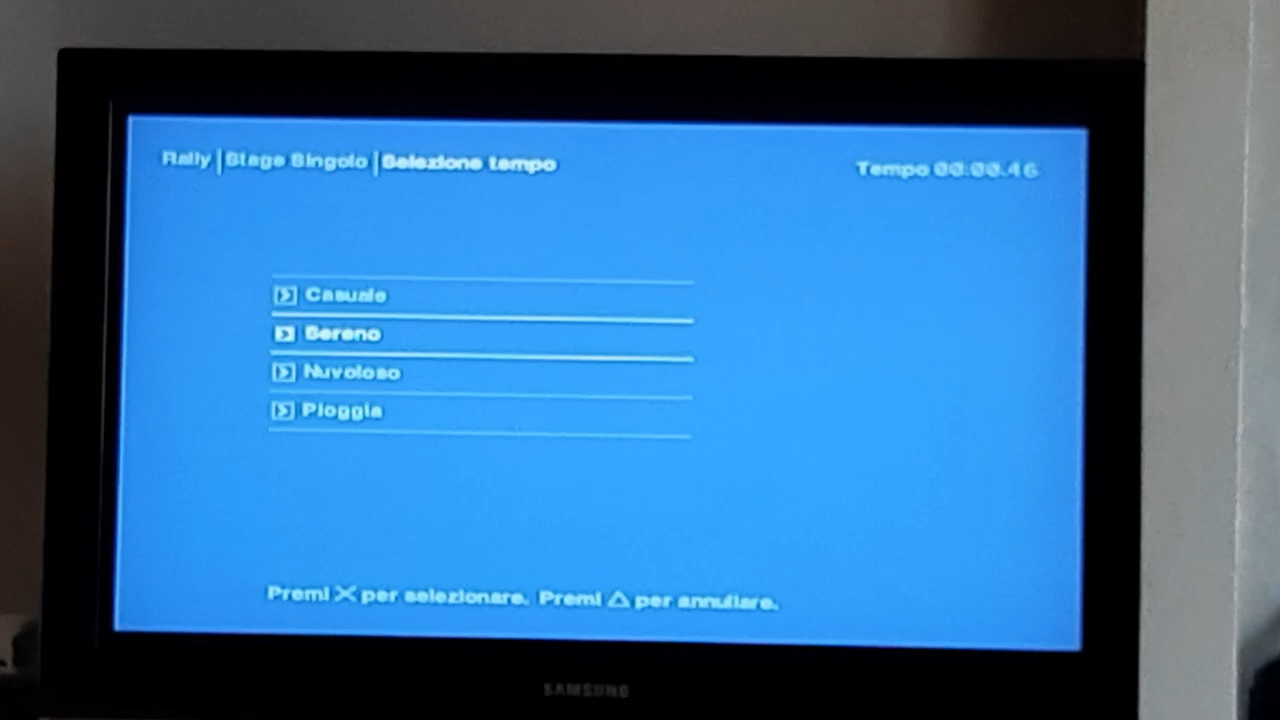 Rally | Stage Singolo | Selezione tempo
Tempo 00:00.46
Casuale
Sereno
Nuvoloso
Pioggia
Premi X per selezionare. Premi △ per annullare.
SAMSUNG